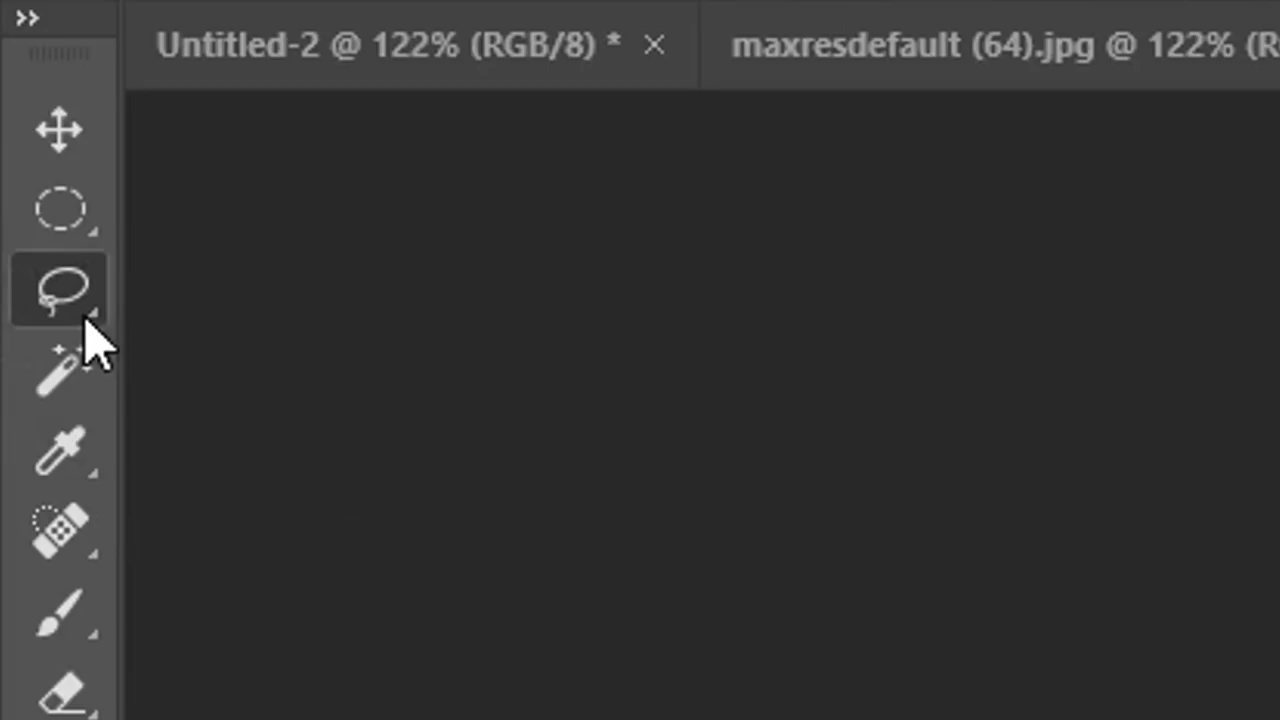 Untitled-2 @ 122% (RGB/8) *
maxresdefault (64).jpg @ 122% (R